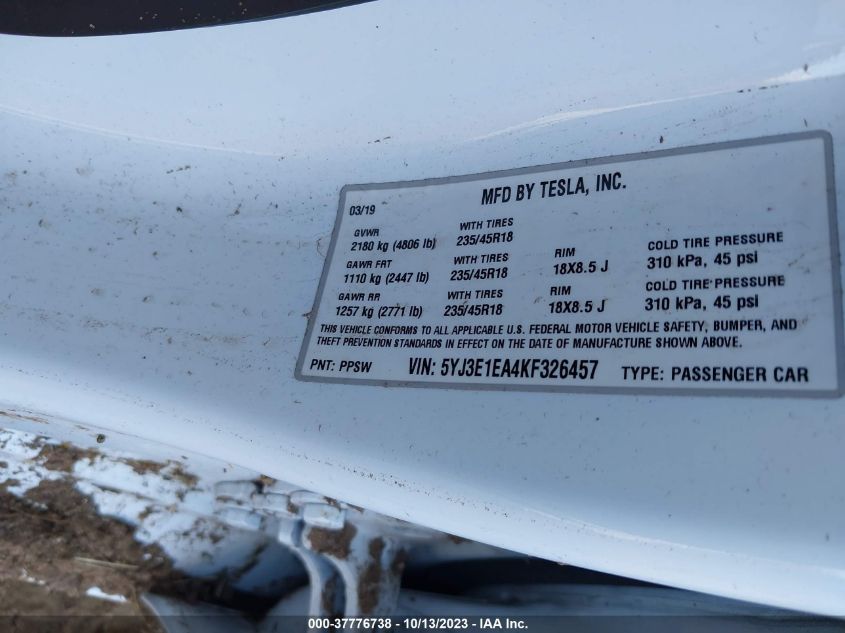 MFD BY TESLA, INC.
03/19
GVWR WITH TIRES
2180 kg (4806 lb) 235/45R18
GAWR FRT WITH TIRES RIM COLD TIRE PRESSURE
1110 kg (2447 lb) 235/45R18 18X8.5 J 310 kPa, 45 psi
GAWR RR WITH TIRES RIM COLD TIRE PRESSURE
1257 kg (2771 lb) 235/45R18 18X8.5 J 310 kPa, 45 psi
THIS VEHICLE CONFORMS TO ALL APPLICABLE U.S. FEDERAL MOTOR VEHICLE SAFETY, BUMPER, AND
THEFT PREVENTION STANDARDS IN EFFECT ON THE DATE OF MANUFACTURE SHOWN ABOVE.
PNT: PPSW VIN: 5YJ3E1EA4KF326457 TYPE: PASSENGER CAR
000-37776738 - 10/13/2023 - IAA Inc.